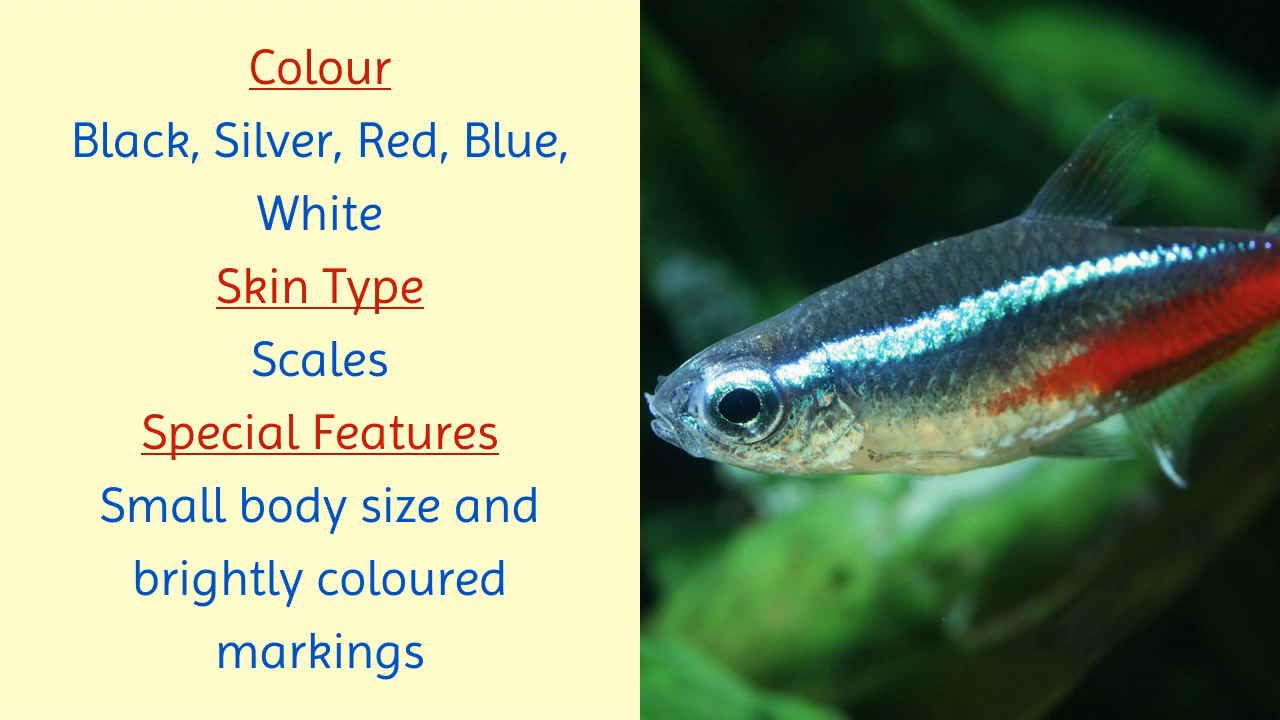 Colour
Black, Silver, Red, Blue,
White
Skin Type
Scales
Special Features
Small body size and
brightly coloured
markings